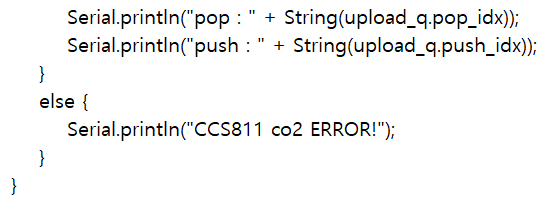 Serial.println("pop : " + String(upload_q.pop_idx));
Serial.println("push : " + String(upload_q.push_idx));
}
else {
Serial.println("CCS811 co2 ERROR!");
}
}